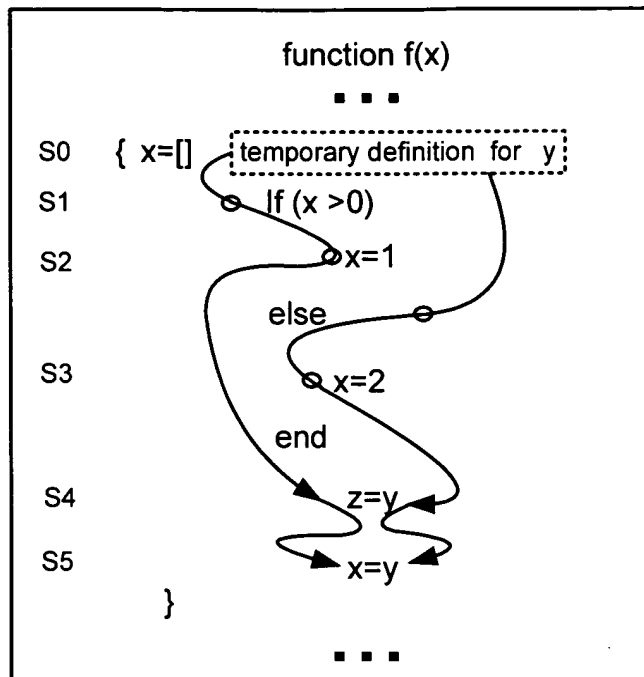 function f(x)
...
S0 { x=[] temporary definition for y
S1 If (x >0)
S2 x=1
else
S3 x=2
end
S4 z=y
S5 x=y
}
...